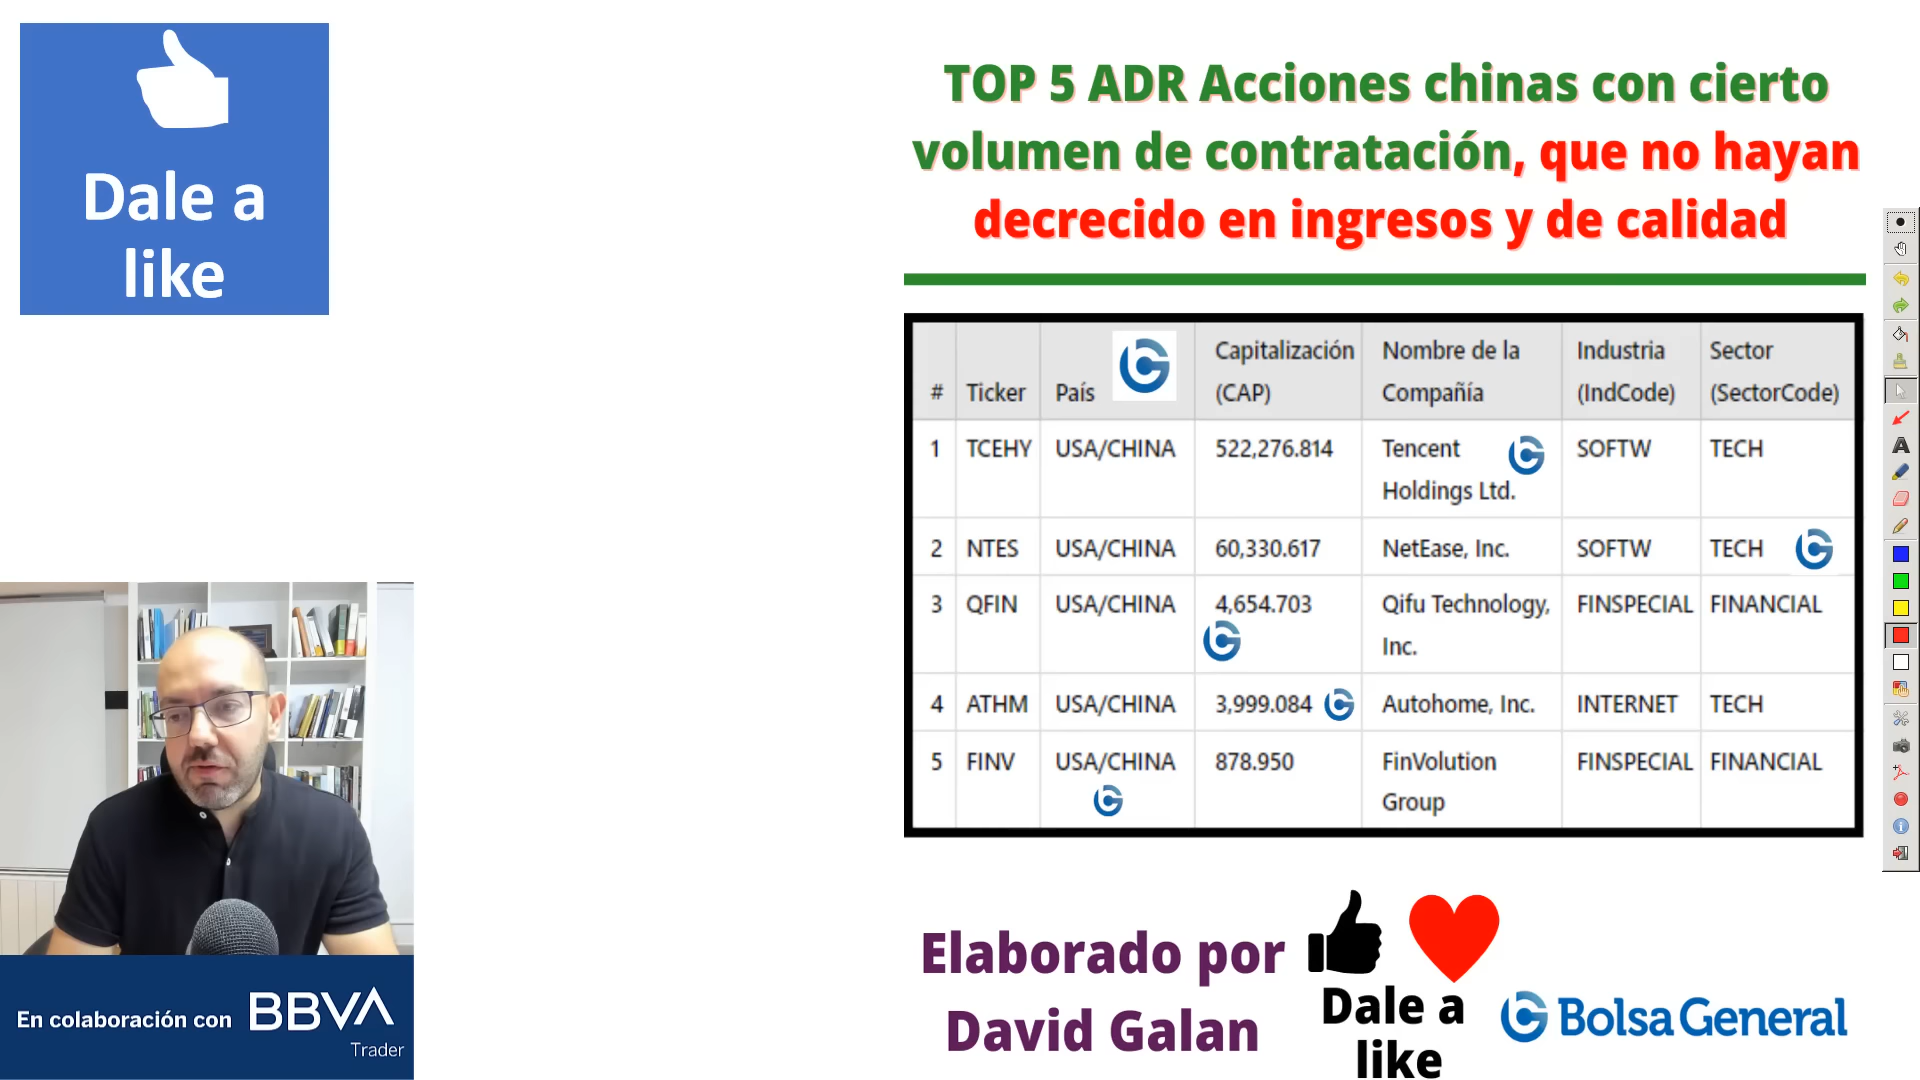 Dale a
like
TOP 5 ADR Acciones chinas con cierto
volumen de contratación, que no hayan
decrecido en ingresos y de calidad
# Ticker País Capitalización (CAP) Nombre de la Compañía Industria (IndCode) Sector (SectorCode)
1 TCEHY USA/CHINA 522,276.814 Tencent Holdings Ltd. SOFTW TECH
2 NTES USA/CHINA 60,330.617 NetEase, Inc. SOFTW TECH
3 QFIN USA/CHINA 4,654.703 Qifu Technology, Inc. FINSPECIAL FINANCIAL
4 ATHM USA/CHINA 3,999.084 Autohome, Inc. INTERNET TECH
5 FINV USA/CHINA 878.950 FinVolution Group FINSPECIAL FINANCIAL
En colaboración con BBVA
Trader
Elaborado por
David Galan
Dale a
like
Bolsa General